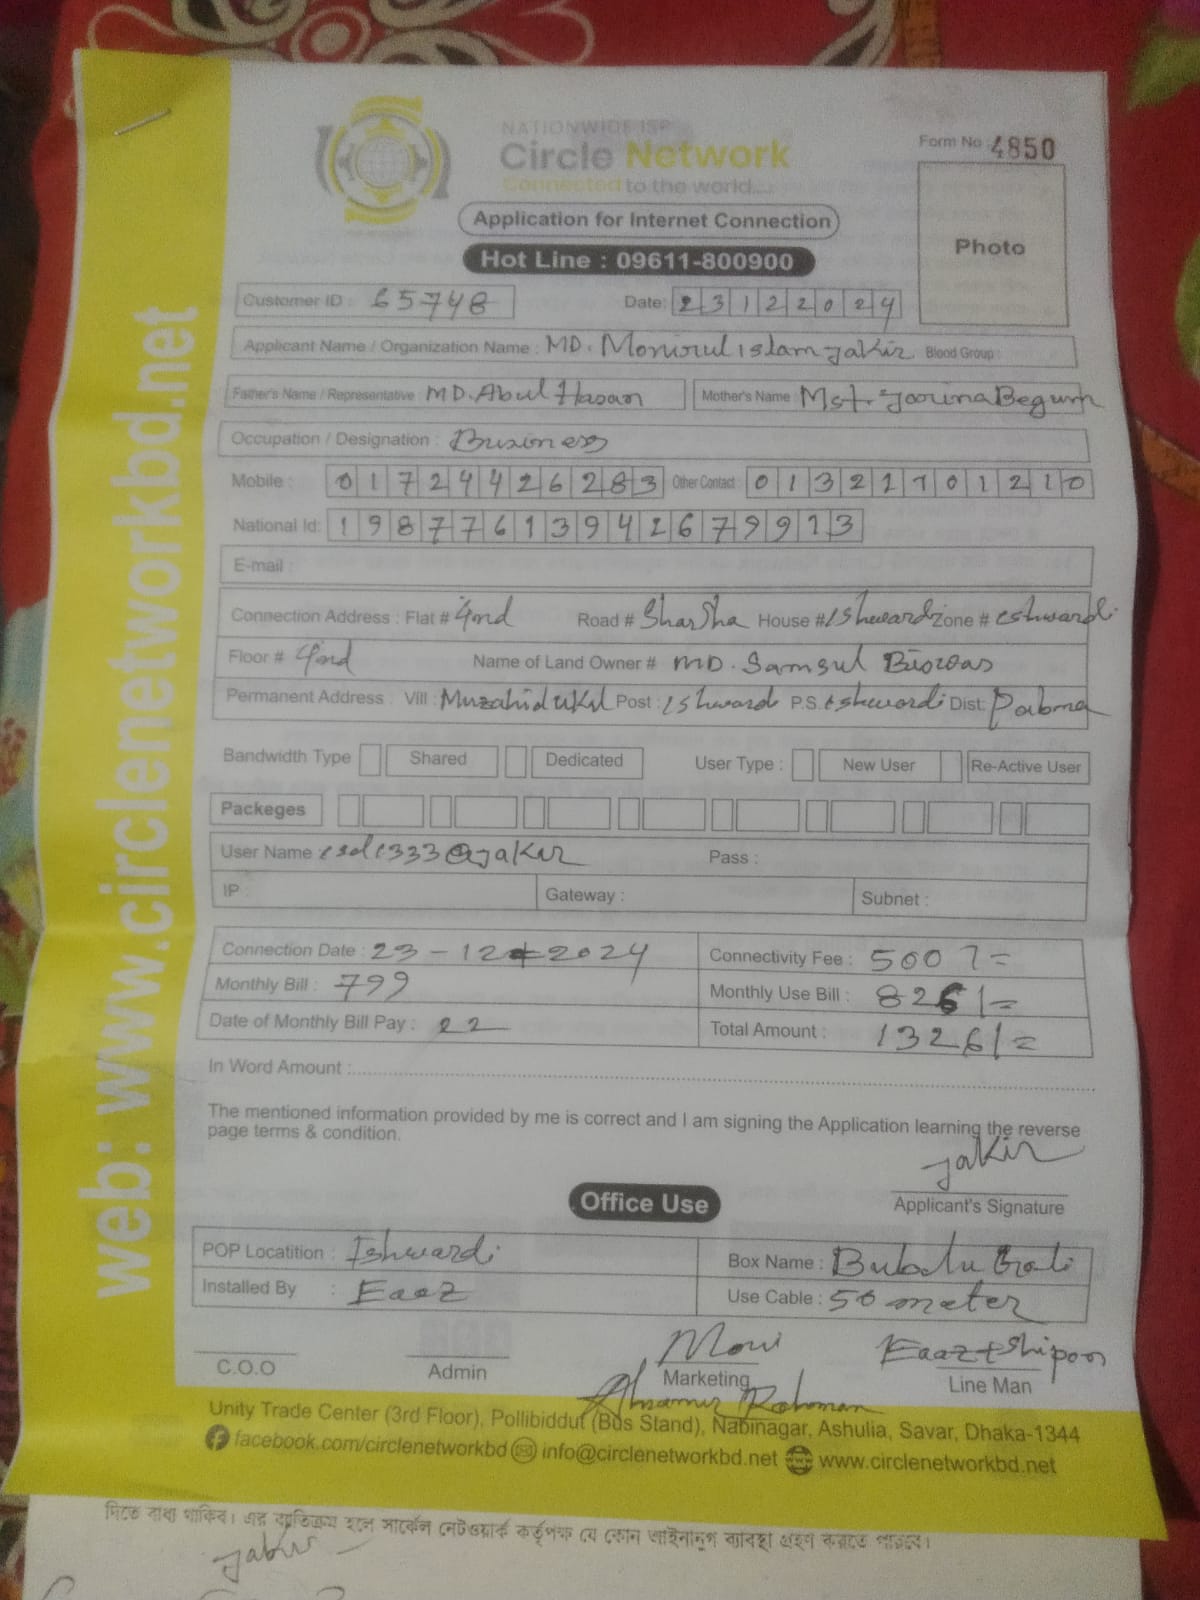 web: www.circlenetworkbd.net
NATIONWIDE ISP
Circle Network
Connected to the world....
Form No 4850
Application for Internet Connection
Photo
Hot Line : 09611-800900
Customer ID : 65748 Date: 23122024
Applicant Name / Organization Name : MD. Monirul islam jakir Blood Group :
Father's Name / Representative MD. Abul Hasan Mother's Name : Mst. Jorina Begum
Occupation / Designation : Business
Mobile : 01724426283 Other Contact : 01321701210
National Id: 19877613942679913
E-mail :
Connection Address : Flat # 4nd Road # Sharsha House # Ishwardi Zone # eshwardi
Floor # 4nd Name of Land Owner # MD. Samsul
Permanent Address : Vill : Post : Ishwardi P.S. eshwordi Dist: Pabna
Bandwidth Type Shared Dedicated User Type : New User Re-Active User
Packeges
User Name @jakir Pass :
IP : Gateway : Subnet :
Connection Date : 23 - 12 - 2024 Connectivity Fee : 500/=
Monthly Bill : 799 Monthly Use Bill : 826/=
Date of Monthly Bill Pay : 22 Total Amount : 1326/=
In Word Amount :
The mentioned information provided by me is correct and I am signing the Application learning the reverse
page terms & condition.
jakir
Applicant's Signature
Office Use
POP Locatition : Ishwardi Box Name :
Installed By : Eaaz Use Cable : 50 meter
C.O.O Admin Marketing Eaaz + Shipon
Line Man
Rahman
Unity Trade Center (3rd Floor), Pollibiddut (Bus Stand), Nabinagar, Ashulia, Savar, Dhaka-1344
facebook.com/circlenetworkbd info@circlenetworkbd.net www.circlenetworkbd.net
দিতে বাধ্য থাকিব। এর ব্যতিক্রম হলে সার্কেল নেটওয়ার্ক কর্তৃপক্ষ যে কোন আইনানুগ ব্যাবস্থা গ্রহণ করতে পারবে।
jakir